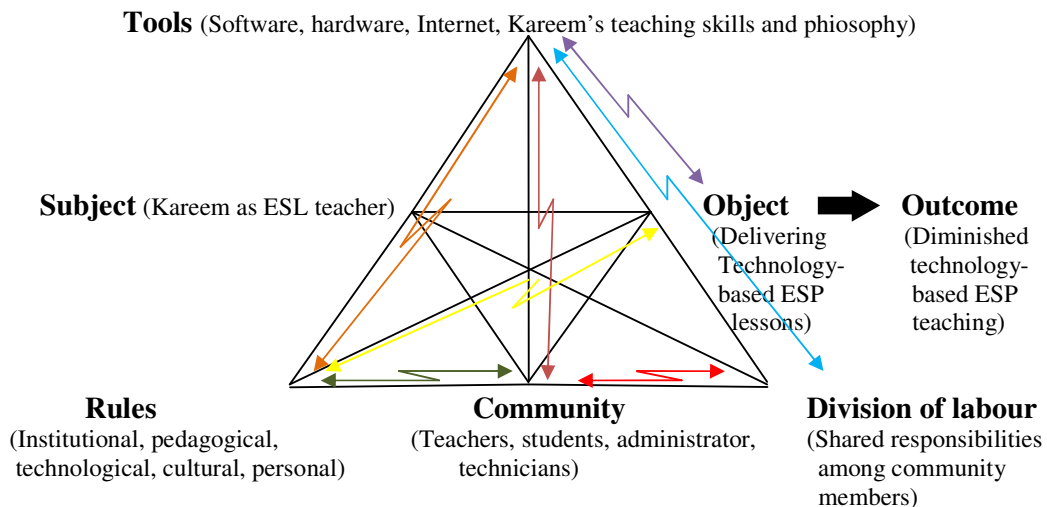 Tools (Software, hardware, Internet, Kareem's teaching skills and phiosophy)
Subject (Kareem as ESL teacher)
Object
(Delivering
Technology-
based ESP
lessons)
Outcome
(Diminished
technology-
based ESP
teaching)
Rules
(Institutional, pedagogical,
technological, cultural, personal)
Community
(Teachers, students, administrator,
technicians)
Division of labour
(Shared responsibilities
among community
members)